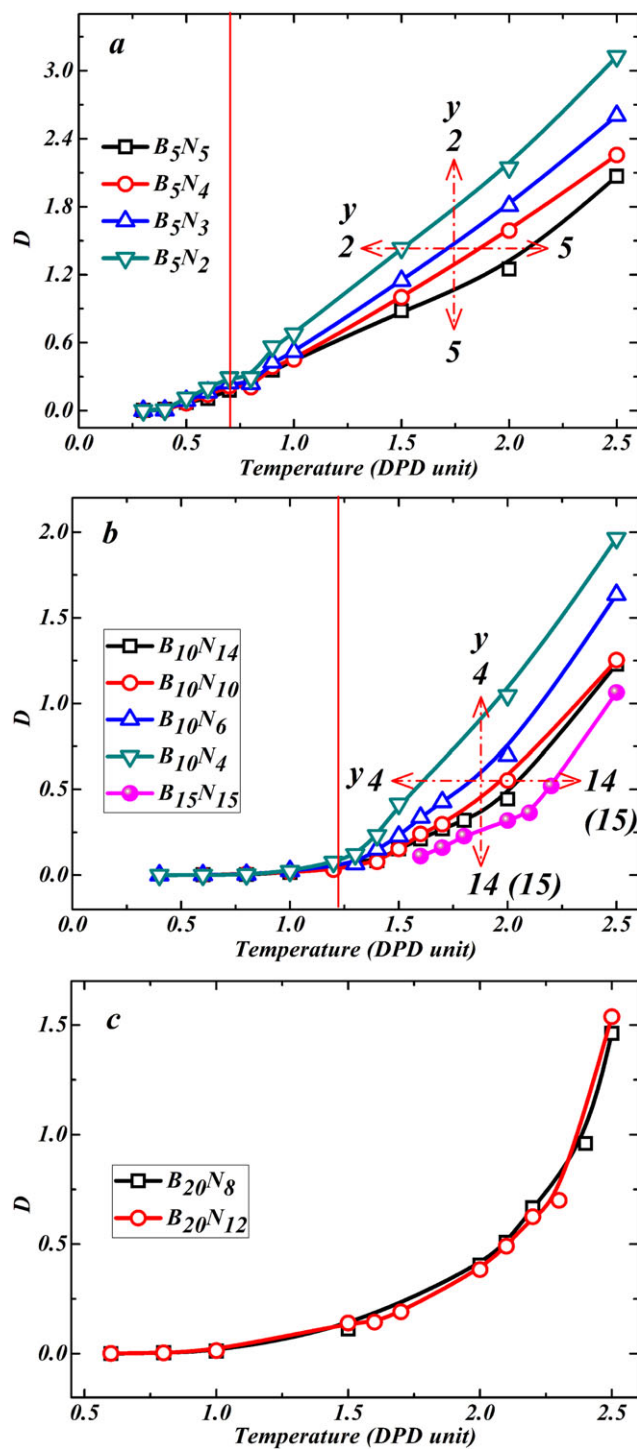 a
3.0
2.4
1.8
1.2
0.6
0.0
D
B5N5
B5N4
B5N3
B5N2
y
2
y
2
5
5
0.0 0.5 1.0 1.5 2.0 2.5
Temperature (DPD unit)
b
2.0
1.5
1.0
0.5
0.0
D
B10N14
B10N10
B10N6
B10N4
B15N15
y
4
y 4
14
(15)
14 (15)
0.0 0.5 1.0 1.5 2.0 2.5
Temperature (DPD unit)
c
1.5
1.0
0.5
0.0
D
B20N8
B20N12
0.5 1.0 1.5 2.0 2.5
Temperature (DPD unit)